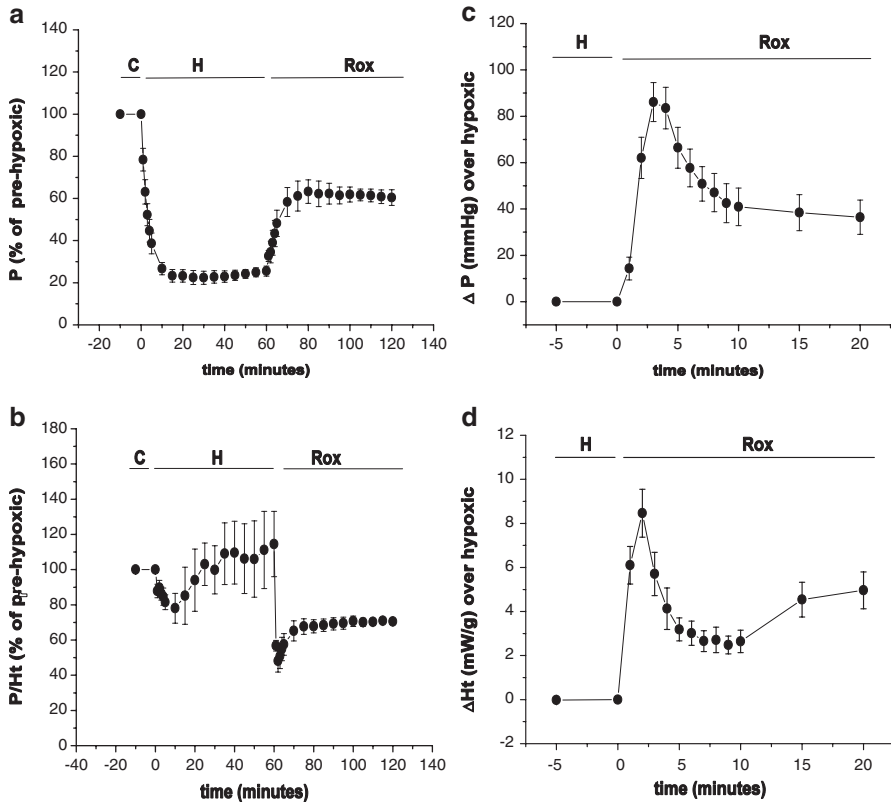 a
C H Rox
P (% of pre-hypoxic)
120
100
80
60
40
20
0
-20 0 20 40 60 80 100 120 140
time (minutes)
b
C H Rox
P/Ht (% of pre-hypoxic)
180
160
140
120
100
80
60
40
20
0
-40 -20 0 20 40 60 80 100 120 140
time (minutes)
c
H Rox
Δ P (mmHg) over hypoxic
120
100
80
60
40
20
0
-5 0 5 10 15 20
time (minutes)
d
H Rox
ΔHt (mW/g) over hypoxic
12
10
8
6
4
2
0
-2
-5 0 5 10 15 20
time (minutes)